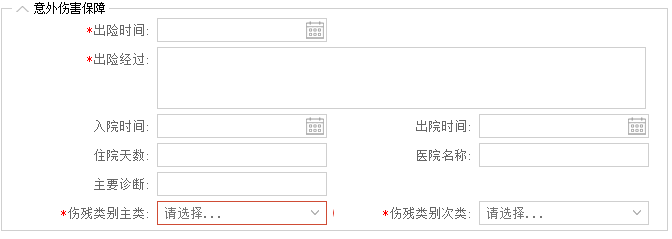 意外伤害保障
*出险时间:
*出险经过:
入院时间: 出院时间:
住院天数: 医院名称:
主要诊断:
*伤残类别主类: 请选择... *伤残类别次类: 请选择...